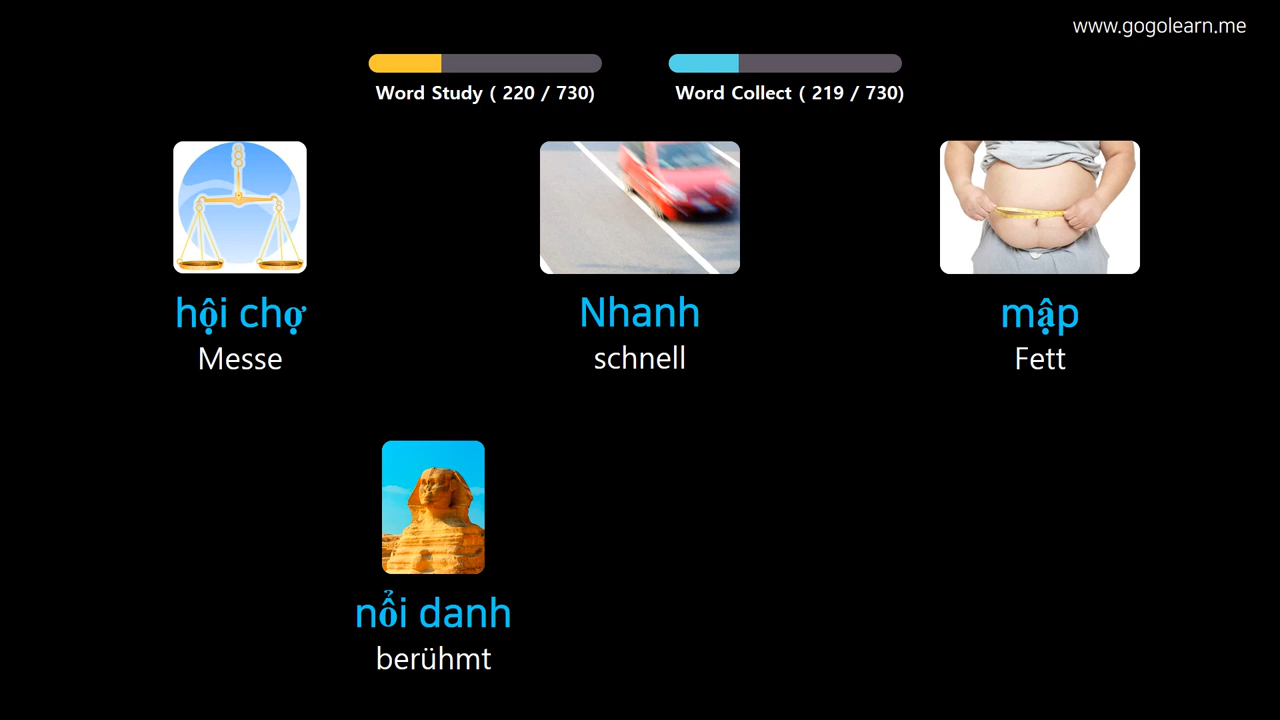 www.gogolearn.me
Word Study ( 220 / 730)
Word Collect ( 219 / 730)
hội chợ
Messe
Nhanh
schnell
mập
Fett
nổi danh
berühmt